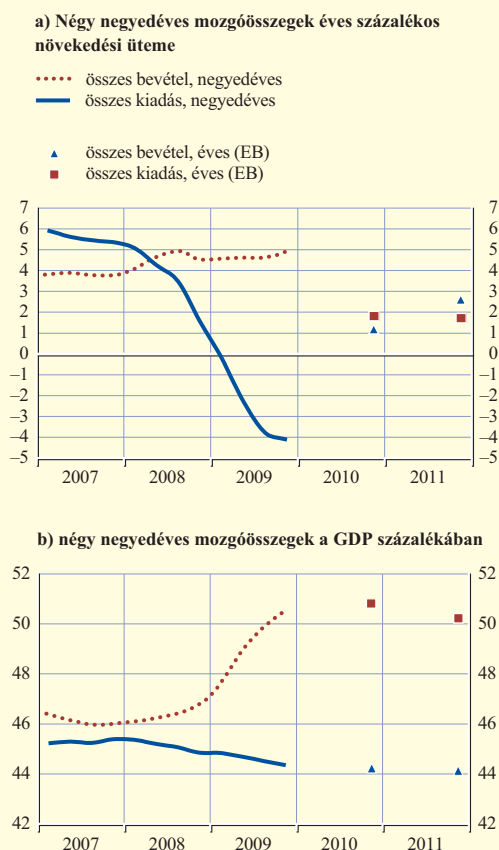 a) Négy negyedéves mozgóösszegek éves százalékos
növekedési üteme
összes bevétel, negyedéves
összes kiadás, negyedéves
összes bevétel, éves (EB)
összes kiadás, éves (EB)
7 7
6 6
5 5
4 4
3 3
2 2
1 1
0 0
–1 –1
–2 –2
–3 –3
–4 –4
–5 –5
2007 2008 2009 2010 2011
b) négy negyedéves mozgóösszegek a GDP százalékában
52 52
50 50
48 48
46 46
44 44
42 42
2007 2008 2009 2010 2011